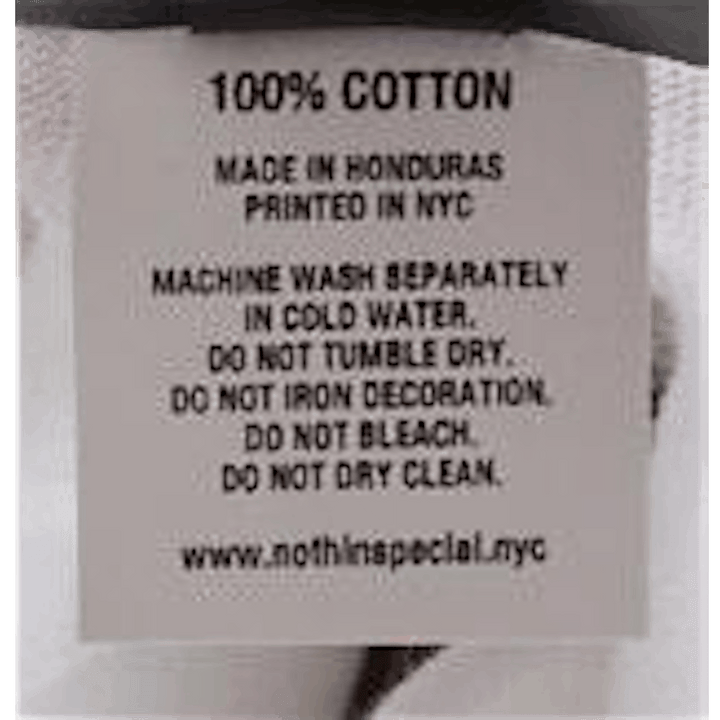 100% COTTON
MADE IN HONDURAS
PRINTED IN NYC
MACHINE WASH SEPARATELY
IN COLD WATER.
DO NOT TUMBLE DRY.
DO NOT IRON DECORATION.
DO NOT BLEACH.
DO NOT DRY CLEAN.
www.nothinspecial.nyc